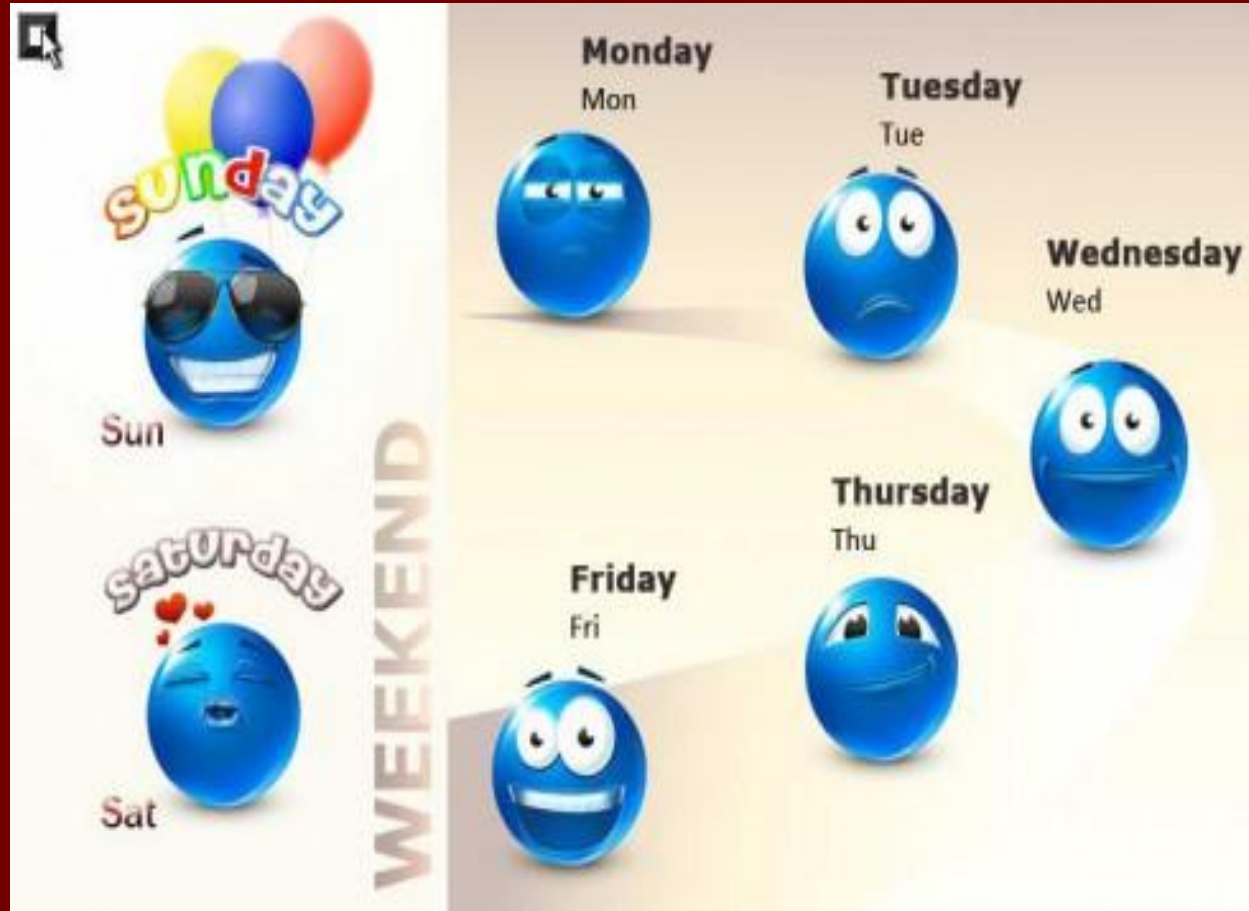 sunday
Sun
saturday
Sat
WEEKEND
Monday
Mon
Tuesday
Tue
Wednesday
Wed
Thursday
Thu
Friday
Fri